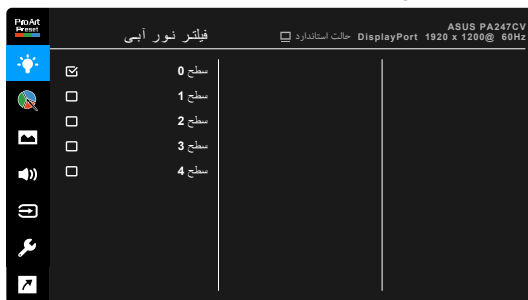 ProArt
Preset
فیلتر نور آبی
ASUS PA247CV
حالت استاندارد DisplayPort 1920 x 1200@ 60Hz
سطح 0
سطح 1
سطح 2
سطح 3
سطح 4